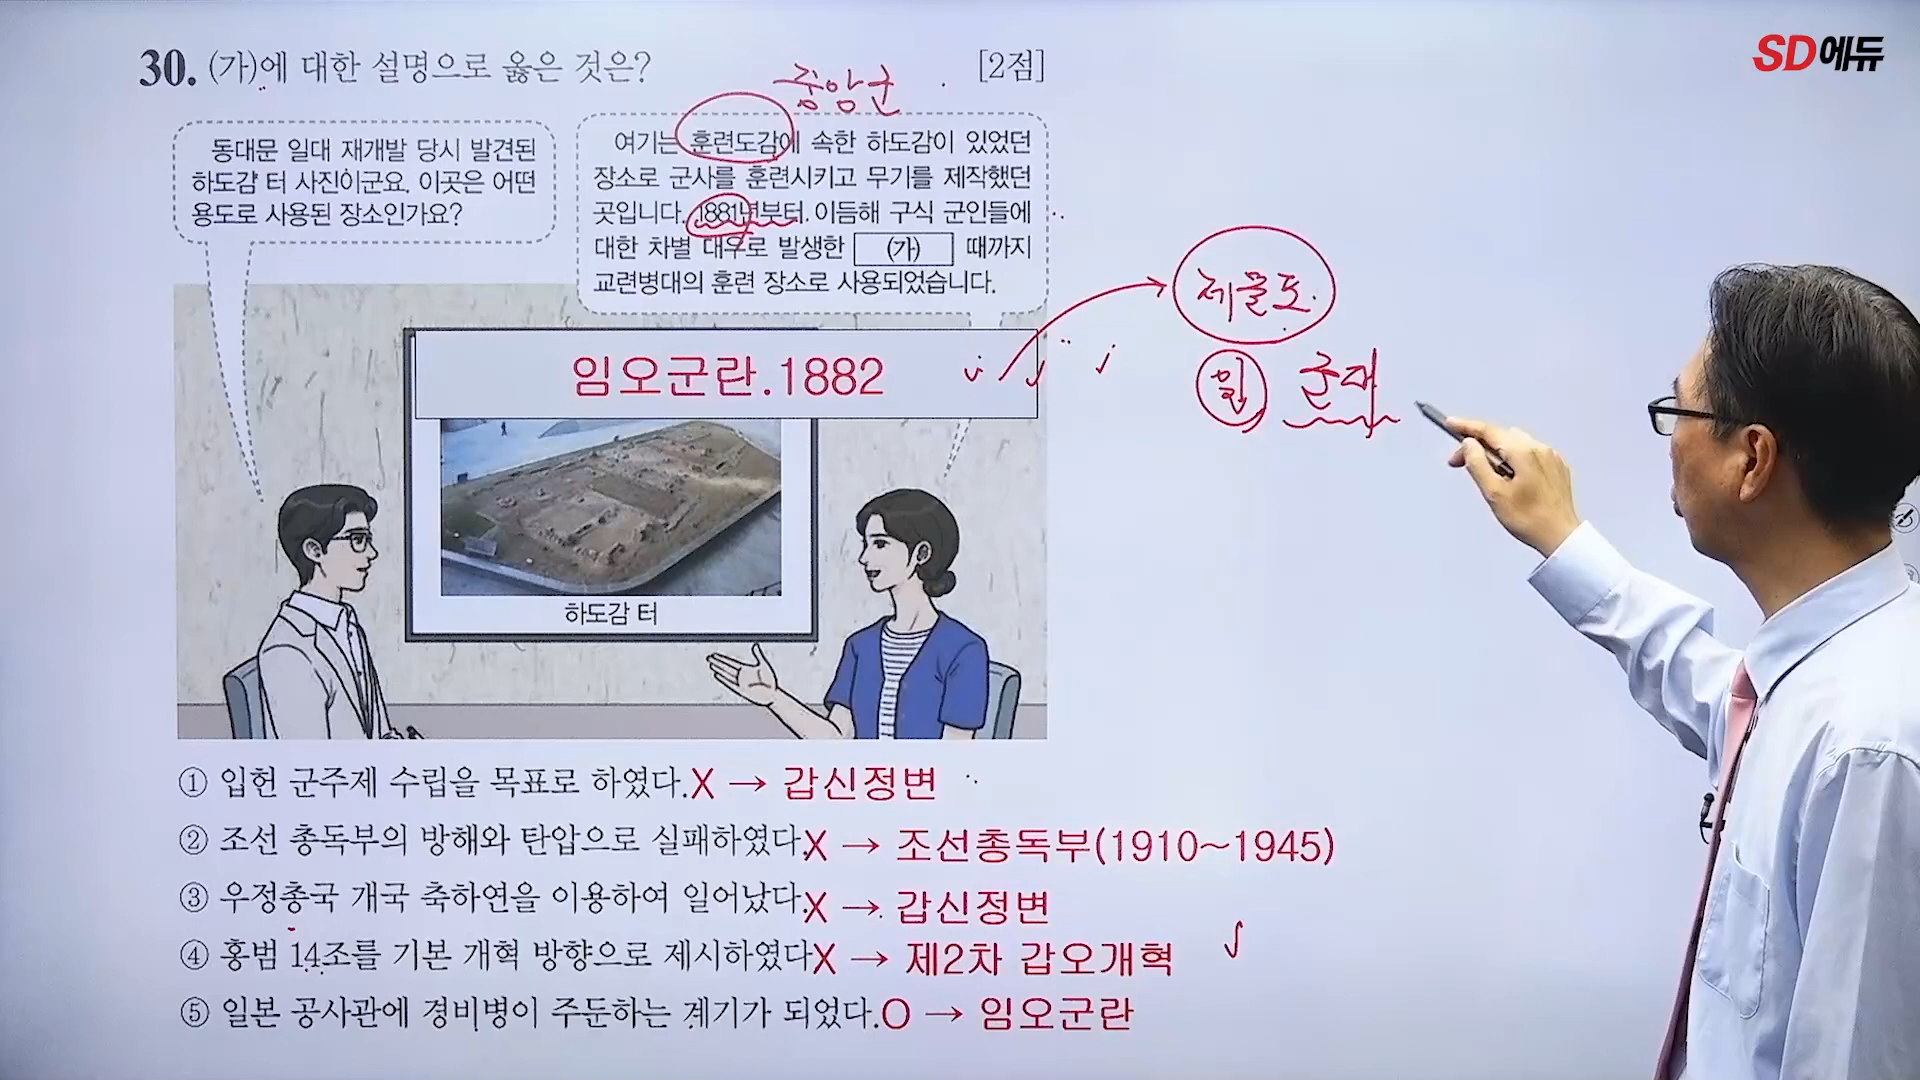 SD에듀
30. (가)에 대한 설명으로 옳은 것은? [2점]
중앙군
동대문 일대 재개발 당시 발견된
하도감 터 사진이군요. 이곳은 어떤
용도로 사용된 장소인가요?
여기는 훈련도감에 속한 하도감이 있었던
장소로 군사를 훈련시키고 무기를 제작했던
곳입니다. 1881년부터 이듬해 구식 군인들에
대한 차별 대우로 발생한 (가) 때까지
교련병대의 훈련 장소로 사용되었습니다.
제물포
일 군대
임오군란.1882
하도감 터
① 입헌 군주제 수립을 목표로 하였다.X → 갑신정변
② 조선 총독부의 방해와 탄압으로 실패하였다.X → 조선총독부(1910~1945)
③ 우정총국 개국 축하연을 이용하여 일어났다.X → 갑신정변
④ 홍범 14조를 기본 개혁 방향으로 제시하였다X → 제2차 갑오개혁
⑤ 일본 공사관에 경비병이 주둔하는 계기가 되었다.O → 임오군란